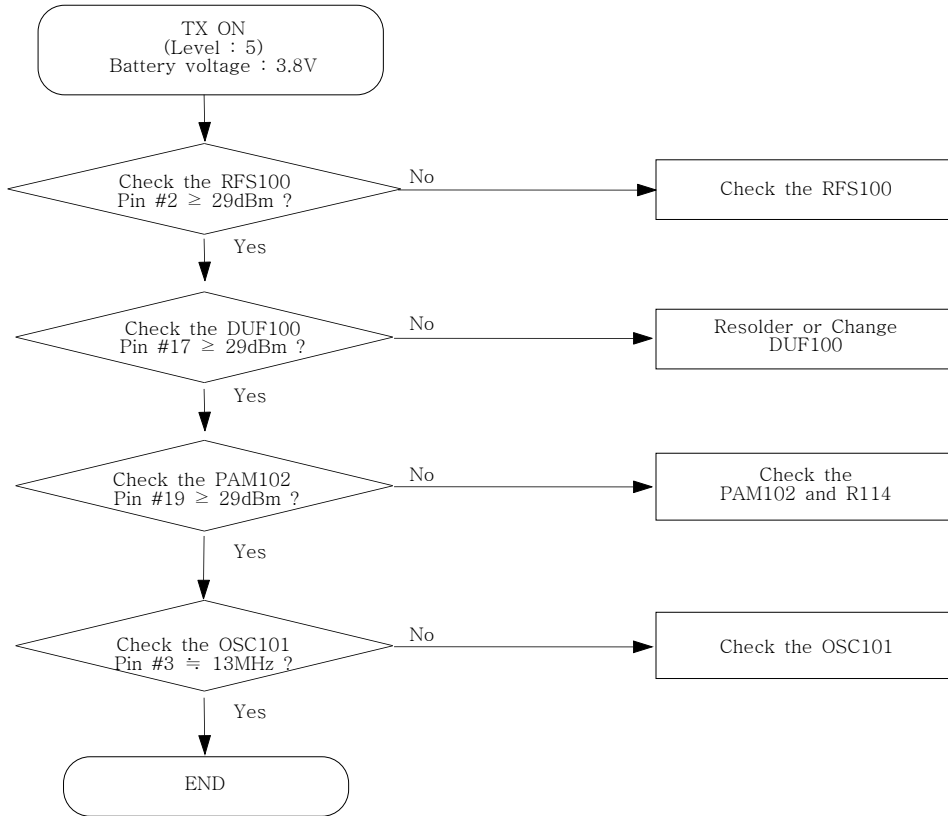 TX ON
(Level : 5)
Battery voltage : 3.8V
Check the RFS100
Pin #2 ≥ 29dBm ?
No
Check the RFS100
Yes
Check the DUF100
Pin #17 ≥ 29dBm ?
No
Resolder or Change
DUF100
Yes
Check the PAM102
Pin #19 ≥ 29dBm ?
No
Check the
PAM102 and R114
Yes
Check the OSC101
Pin #3 ≒ 13MHz ?
No
Check the OSC101
Yes
END